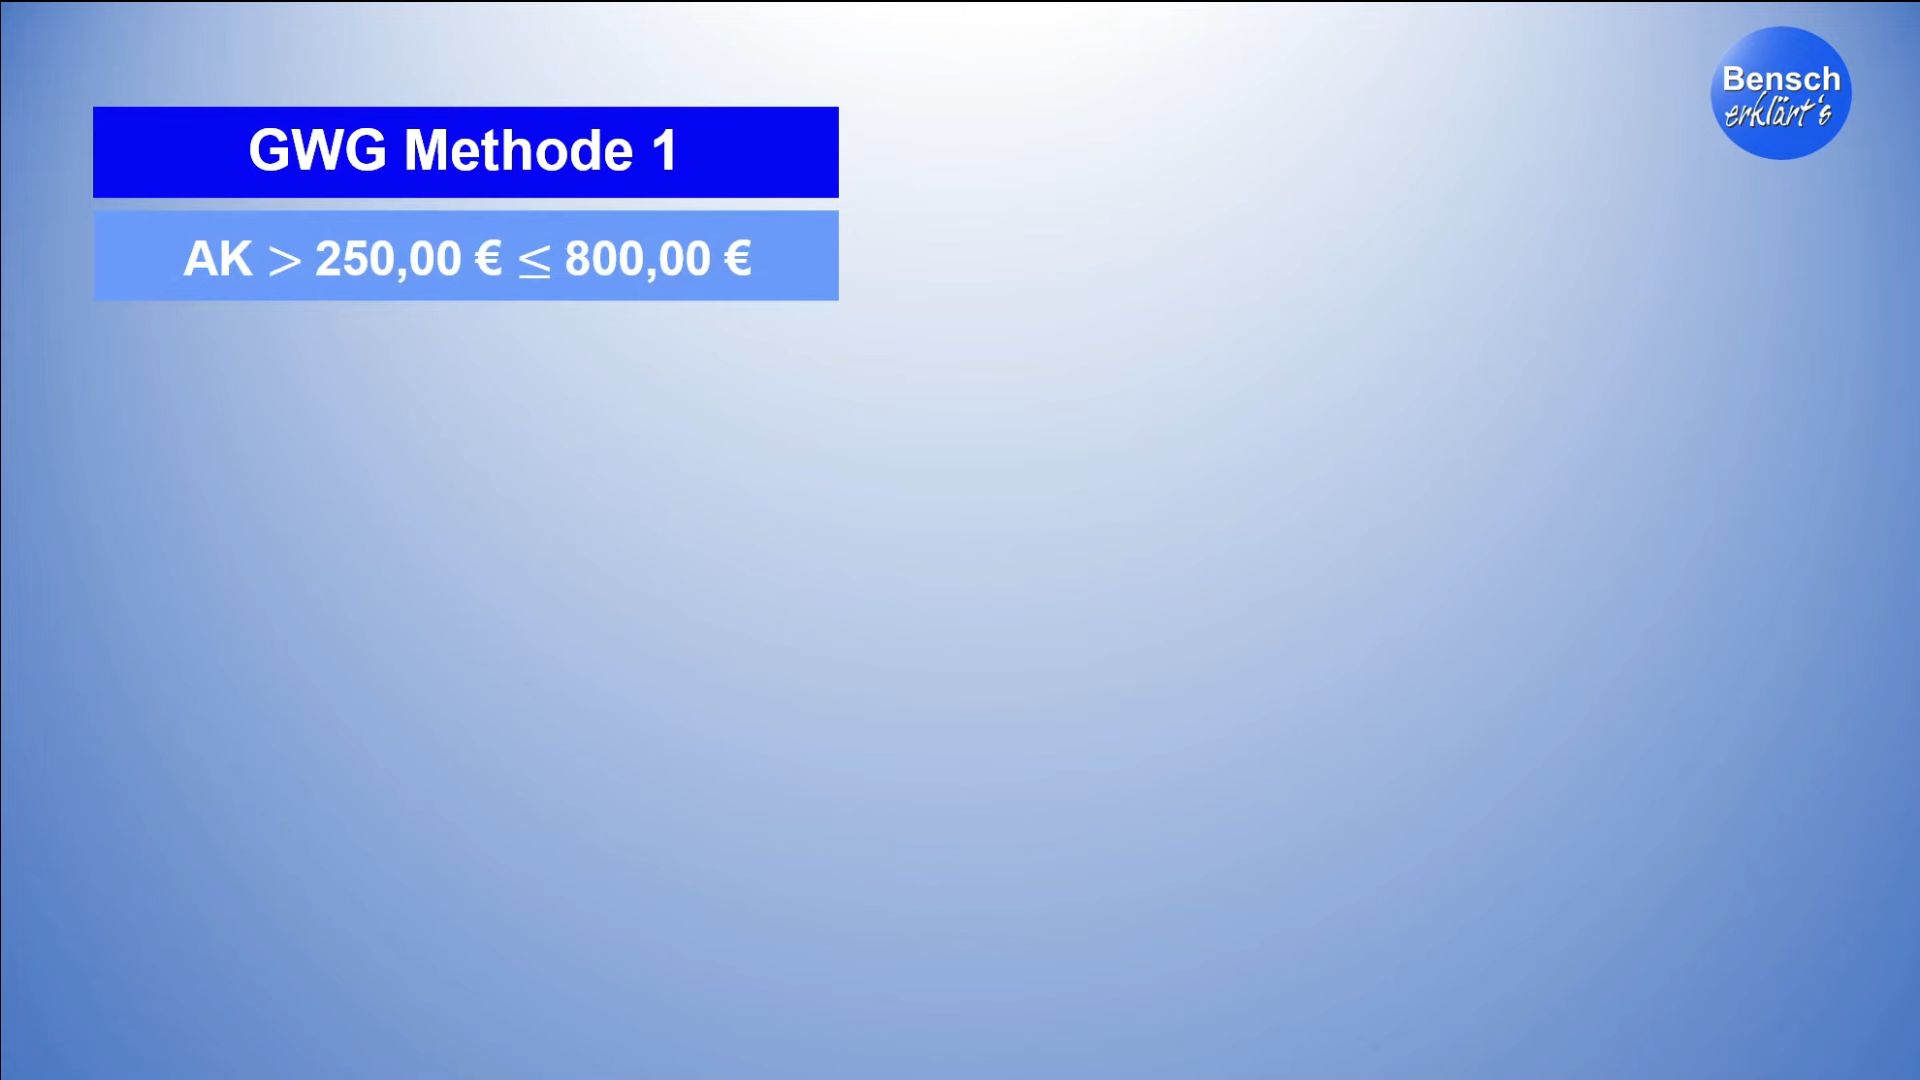 GWG Methode 1
AK > 250,00 € ≤ 800,00 €
Bensch
erklärt's